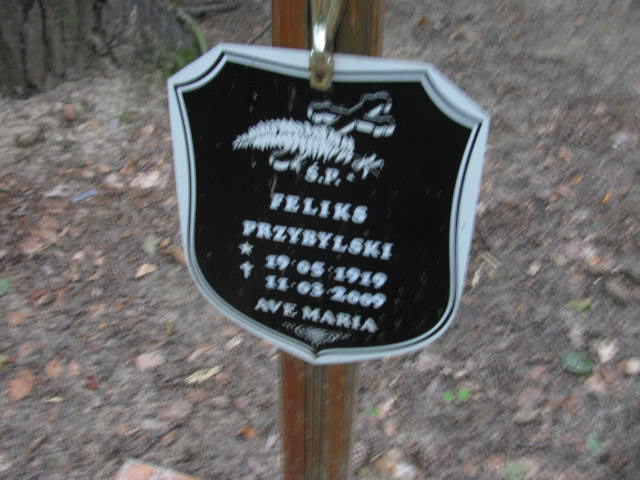 Ś.P.
FELIKS
PRZYBYLSKI
★ 19 05 1919
✝ 11 03 2009
AVE MARIA